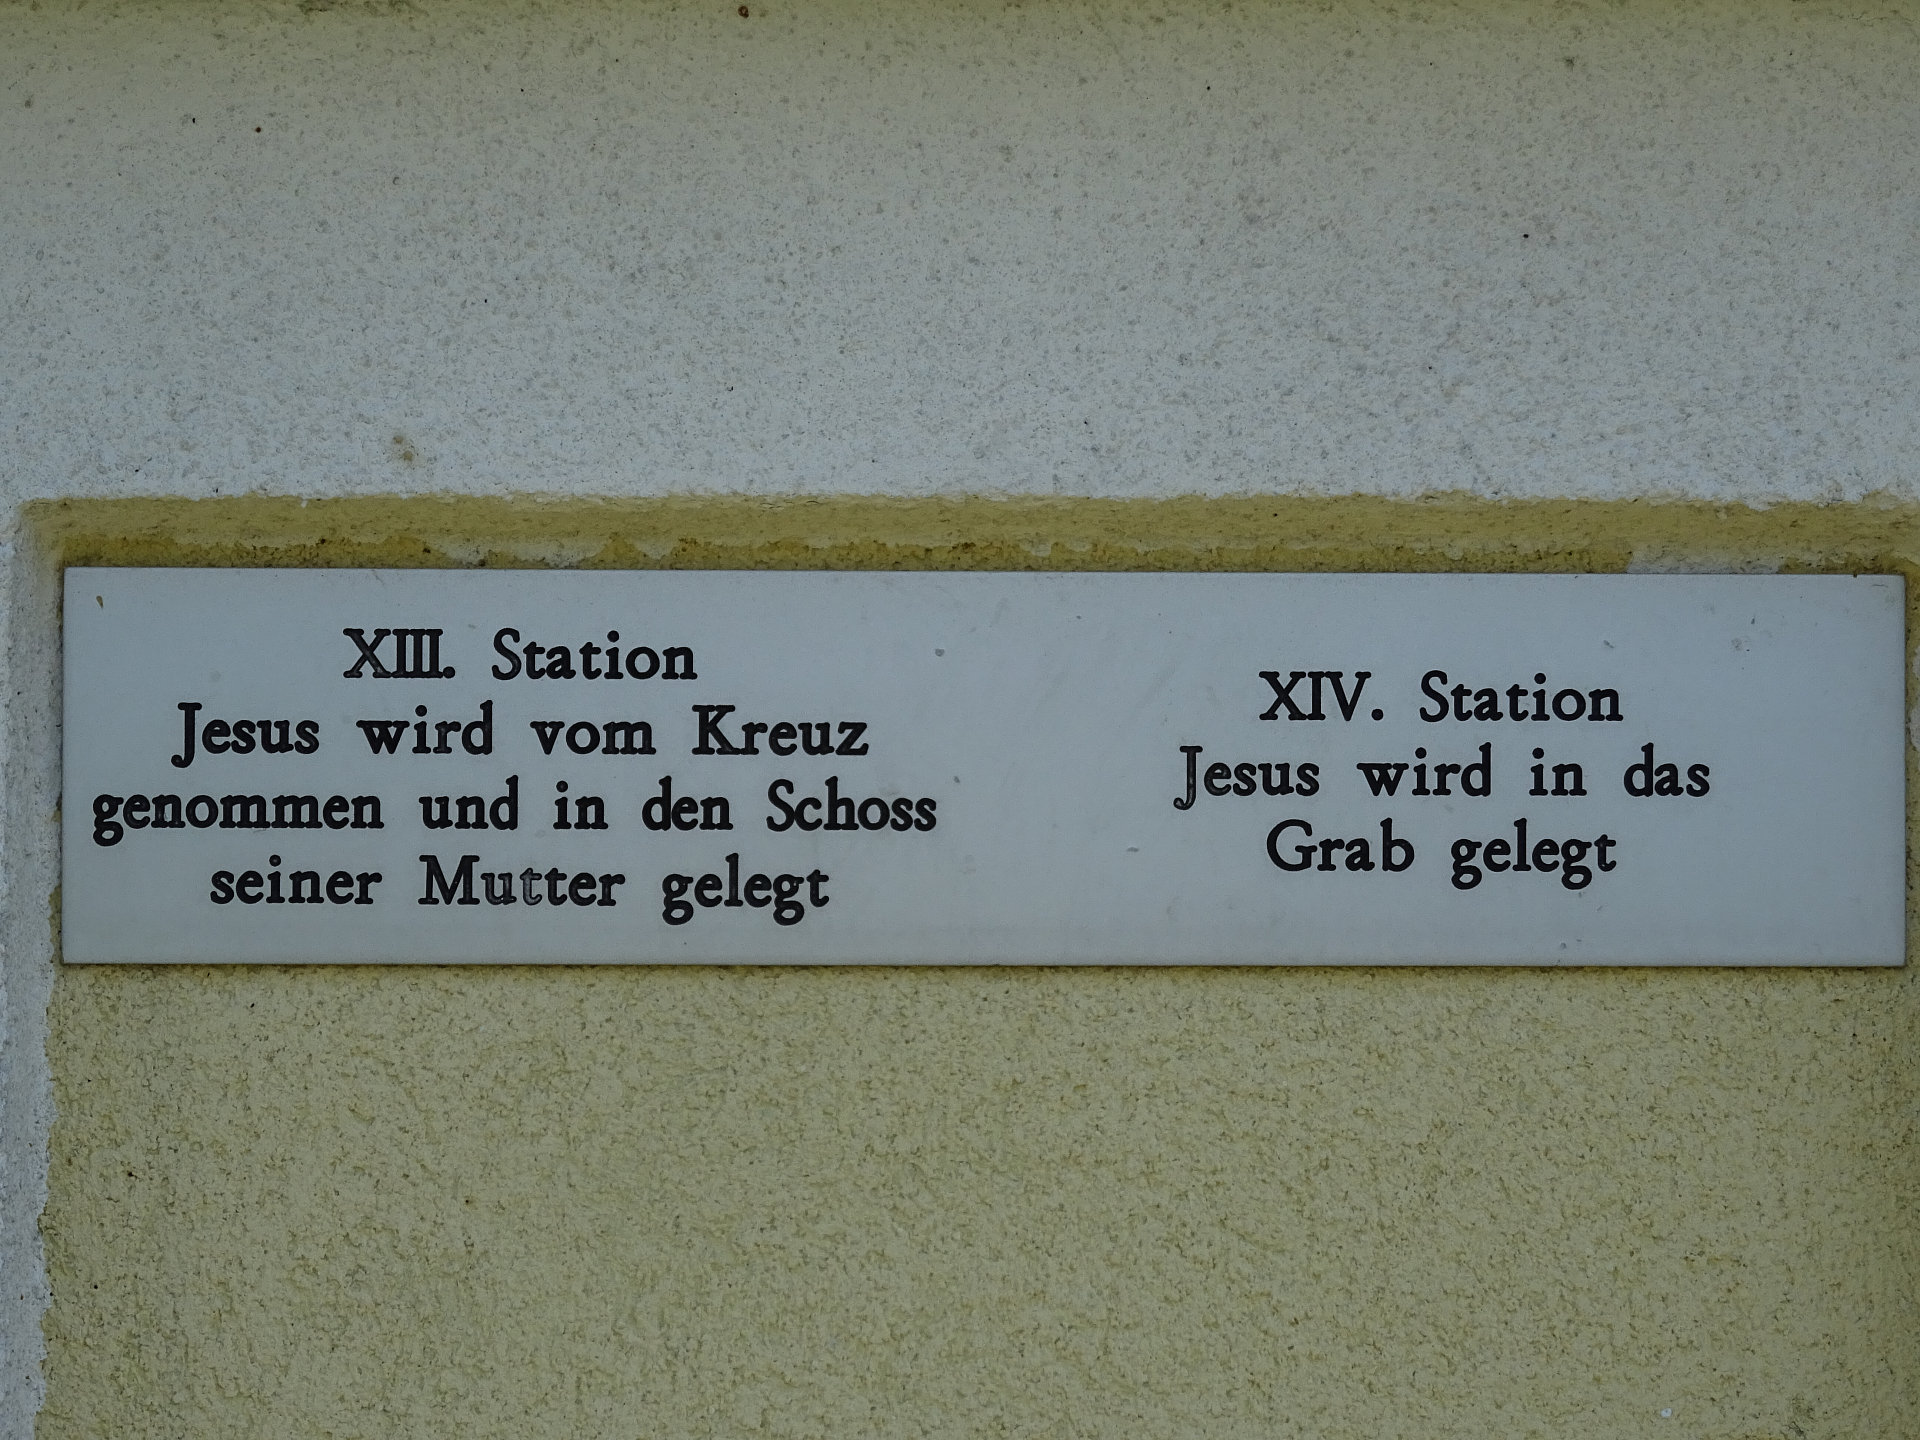 XIII. Station
Jesus wird vom Kreuz
genommen und in den Schoss
seiner Mutter gelegt
XIV. Station
Jesus wird in das
Grab gelegt